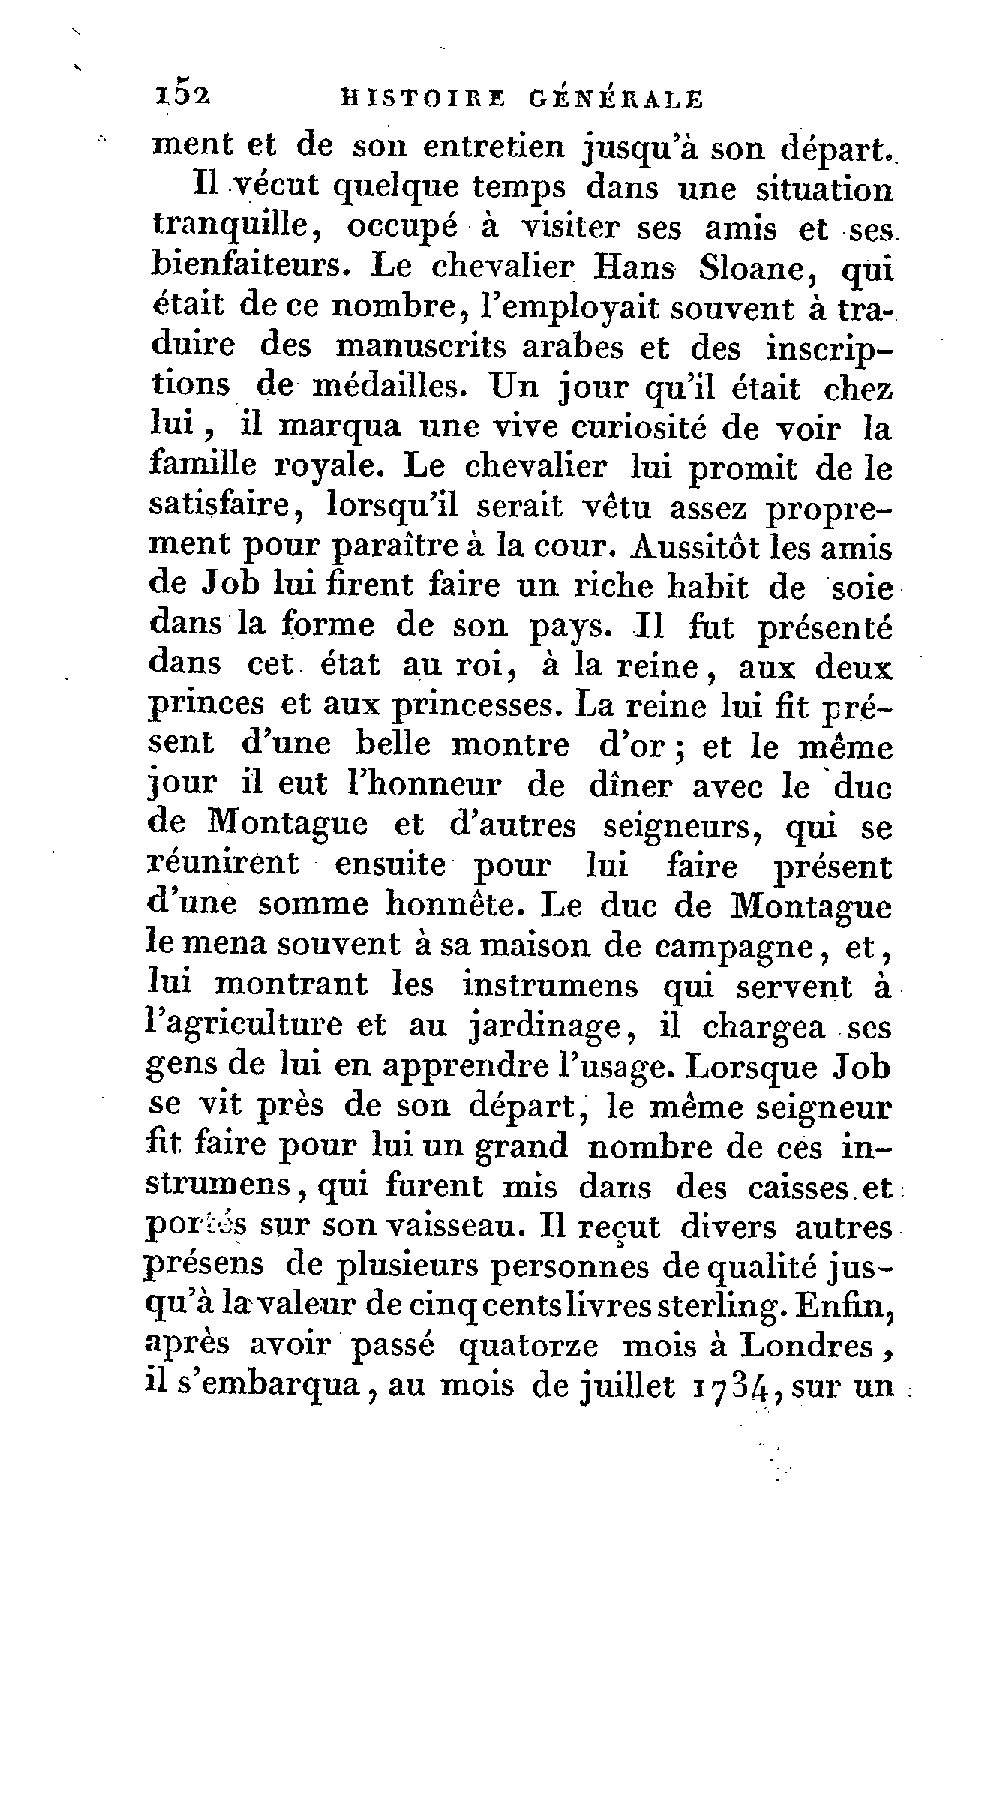 152 HISTOIRE GÉNÉRALE
ment et de son entretien jusqu'à son départ.
Il vécut quelque temps dans une situation
tranquille, occupé à visiter ses amis et ses
bienfaiteurs. Le chevalier Hans Sloane, qui
était de ce nombre, l'employait souvent à tra-
duire des manuscrits arabes et des inscrip-
tions de médailles. Un jour qu'il était chez
lui, il marqua une vive curiosité de voir la
famille royale. Le chevalier lui promit de le
satisfaire, lorsqu'il serait vêtu assez propre-
ment pour paraître à la cour. Aussitôt les amis
de Job lui firent faire un riche habit de soie
dans la forme de son pays. Il fut présenté
dans cet état au roi, à la reine, aux deux
princes et aux princesses. La reine lui fit pré-
sent d'une belle montre d'or ; et le même
jour il eut l'honneur de dîner avec le duc
de Montague et d'autres seigneurs, qui se
réunirent ensuite pour lui faire présent
d'une somme honnête. Le duc de Montague
le mena souvent à sa maison de campagne, et,
lui montrant les instrumens qui servent à
l'agriculture et au jardinage, il chargea ses
gens de lui en apprendre l'usage. Lorsque Job
se vit près de son départ, le même seigneur
fit faire pour lui un grand nombre de ces in-
strumens, qui furent mis dans des caisses et
portés sur son vaisseau. Il reçut divers autres
présens de plusieurs personnes de qualité jus-
qu'à la valeur de cinq cents livres sterling. Enfin,
après avoir passé quatorze mois à Londres,
il s'embarqua, au mois de juillet 1734, sur un